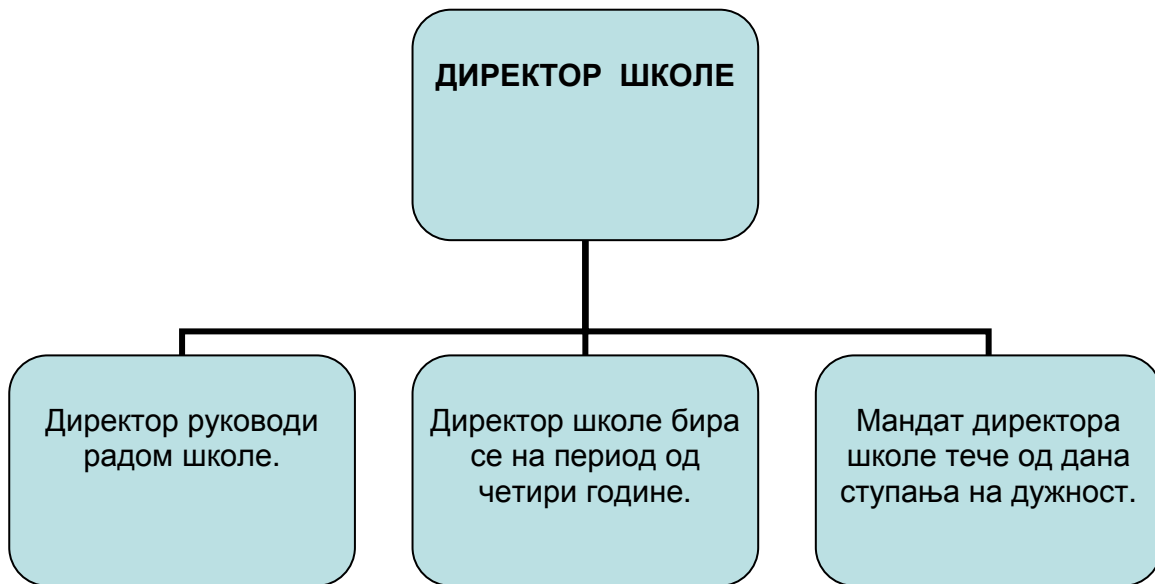 ДИРЕКТОР ШКОЛЕ
Директор руководи
радом школе.
Директор школе бира
се на период од
четири године.
Мандат директора
школе тече од дана
ступања на дужност.